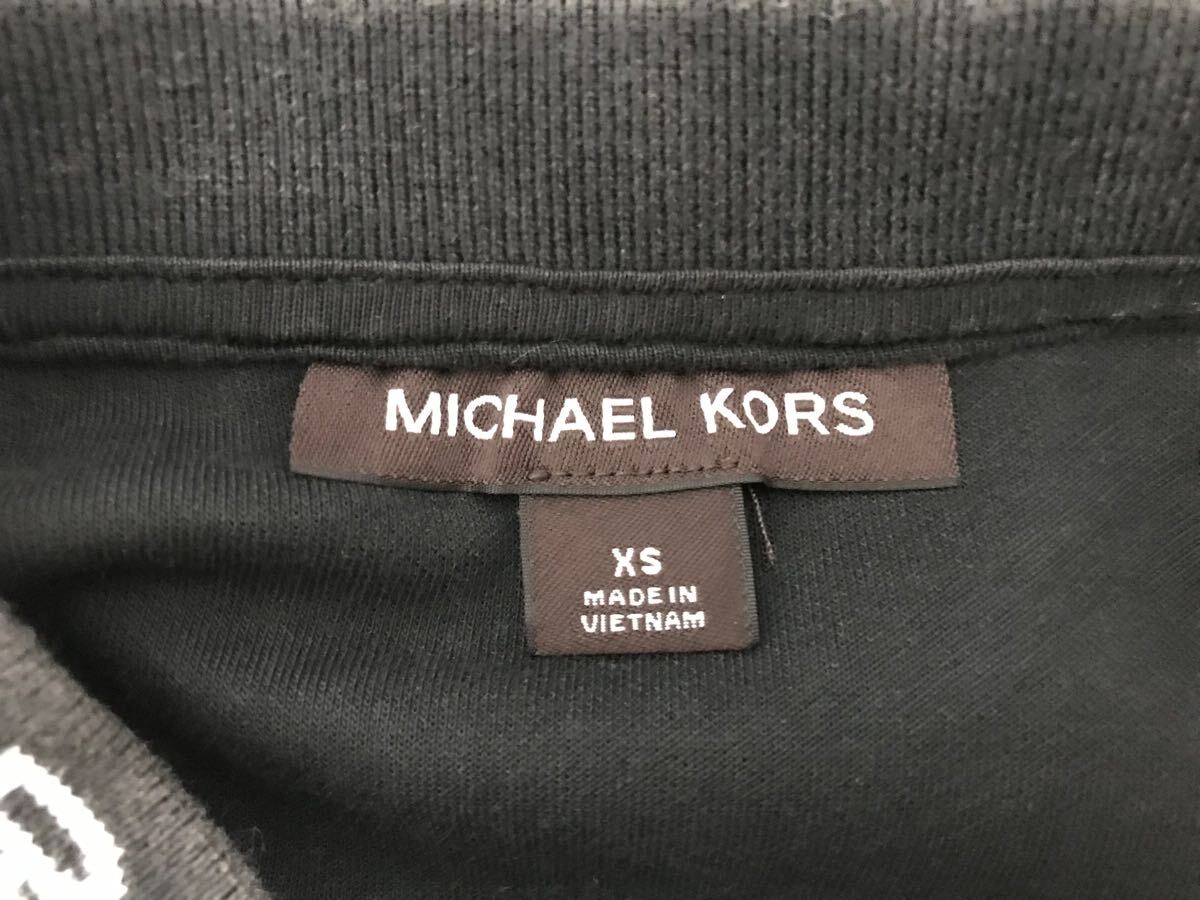 MICHAEL KORS
XS
MADE IN
VIETNAM